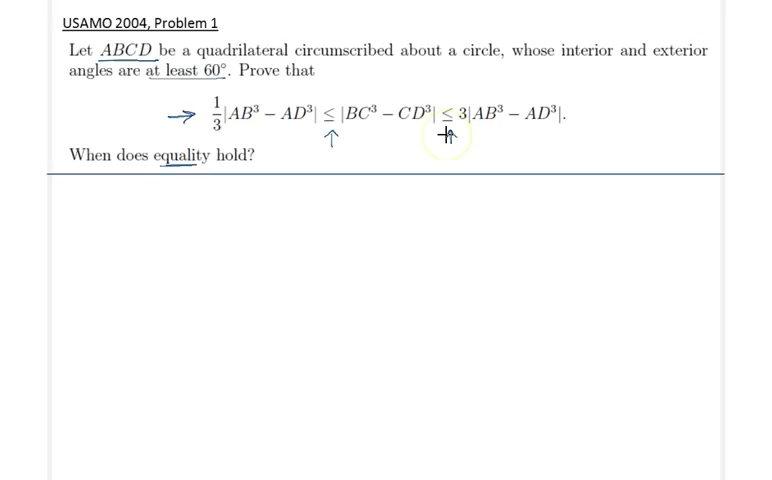 USAMO 2004, Problem 1
Let ABCD be a quadrilateral circumscribed about a circle, whose interior and exterior
angles are at least 60°. Prove that
→ 1/3|AB³ − AD³| ≤ |BC³ − CD³| ≤ 3|AB³ − AD³|.
When does equality hold?